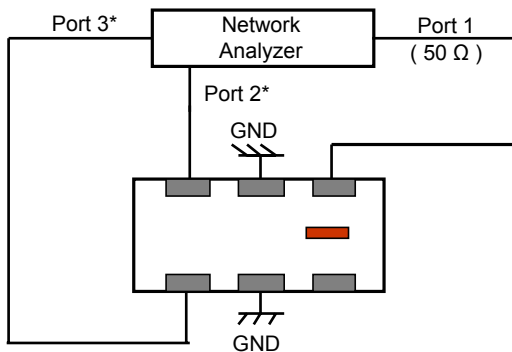 Port 3*
Network
Analyzer
Port 1
( 50 Ω )
Port 2*
GND
GND